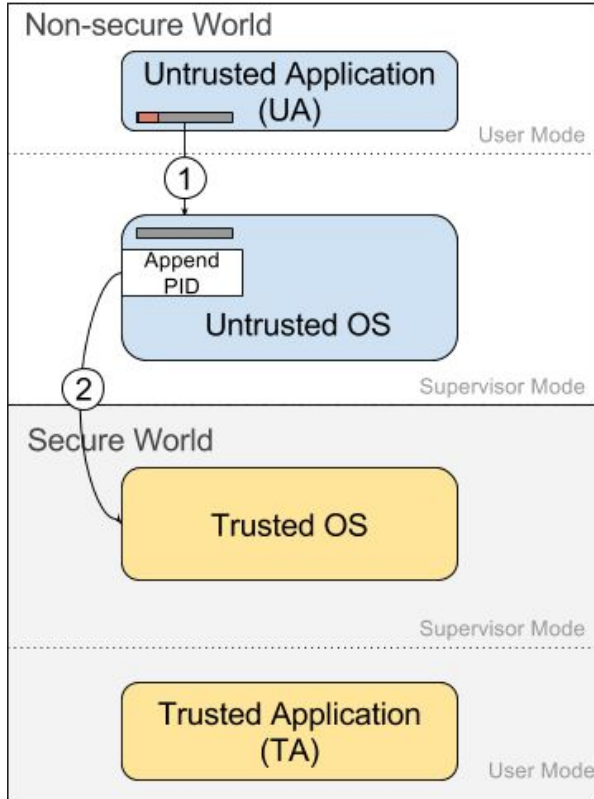 Non-secure World
Untrusted Application
(UA)
User Mode
1
Append
PID
Untrusted OS
2
Supervisor Mode
Secure World
Trusted OS
Supervisor Mode
Trusted Application
(TA)
User Mode